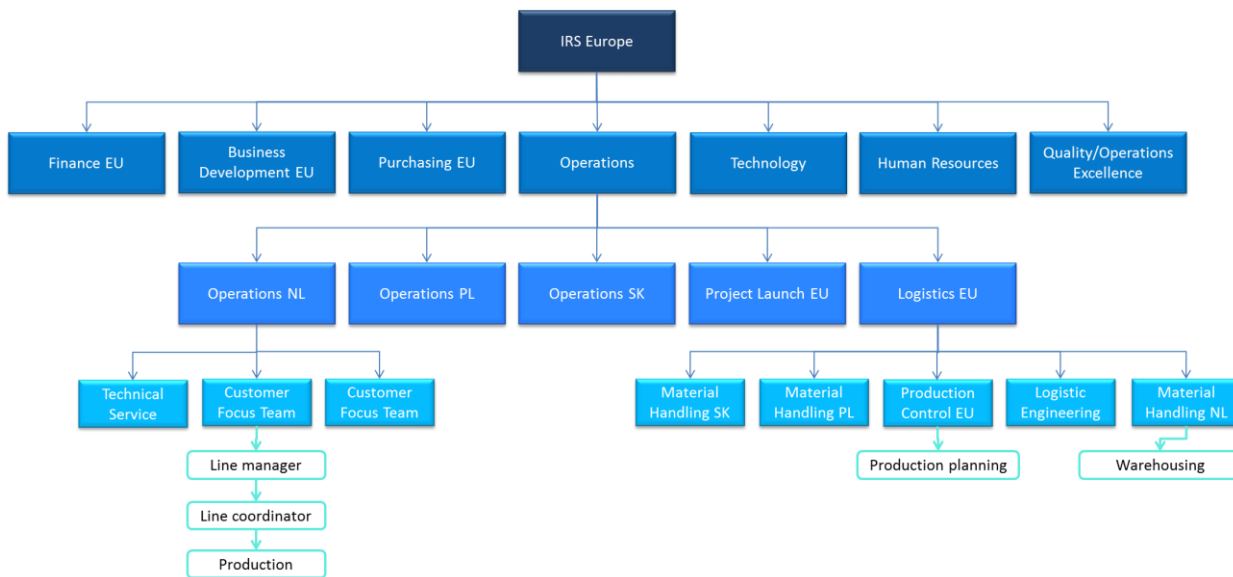 IRS Europe
Finance EU
Business
Development EU
Purchasing EU
Operations
Technology
Human Resources
Quality/Operations
Excellence
Operations NL
Operations PL
Operations SK
Project Launch EU
Logistics EU
Technical
Service
Customer
Focus Team
Customer
Focus Team
Material
Handling SK
Material
Handling PL
Production
Control EU
Logistic
Engineering
Material
Handling NL
Line manager
Production planning
Warehousing
Line coordinator
Production